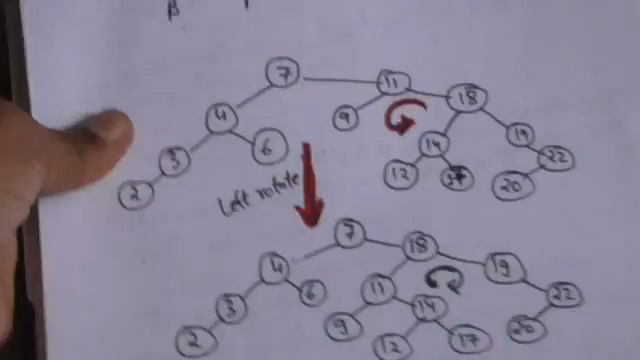 β
7 11 18
9
4 6 14 19
3 12 17 22
2 20
Left rotate
7 18 19
4 11 14 22
3 6 9 12 17 20
2